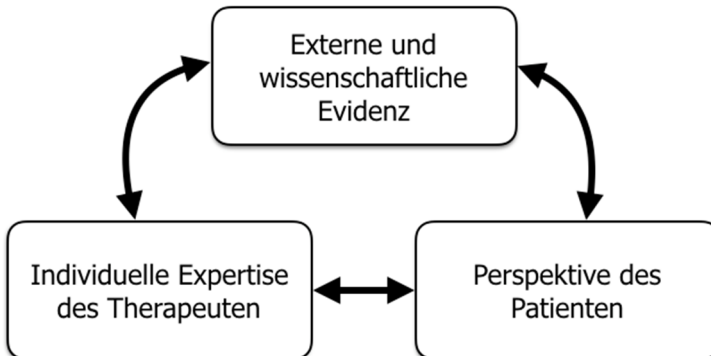 Externe und
wissenschaftliche
Evidenz
Individuelle Expertise
des Therapeuten
Perspektive des
Patienten